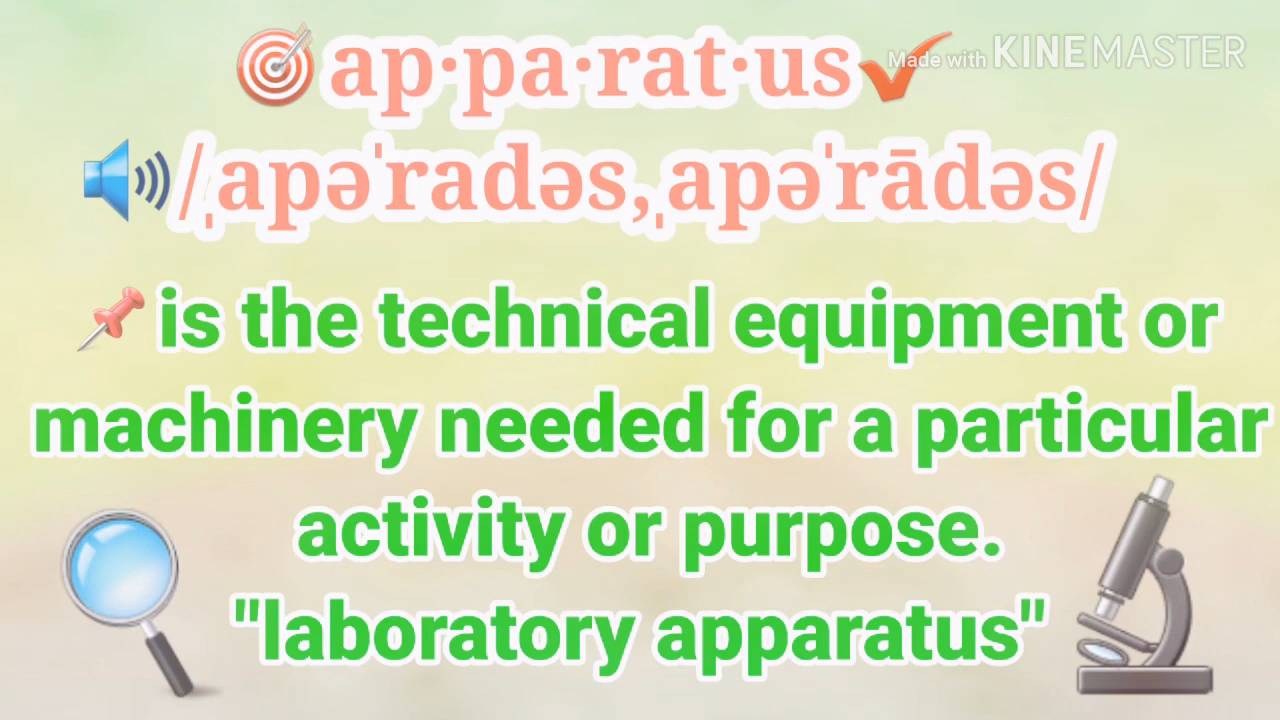 ap·pa·rat·us
Made with KINEMASTER
/ˌapəˈradəs,ˌapəˈrādəs/
is the technical equipment or
machinery needed for a particular
activity or purpose.
"laboratory apparatus"